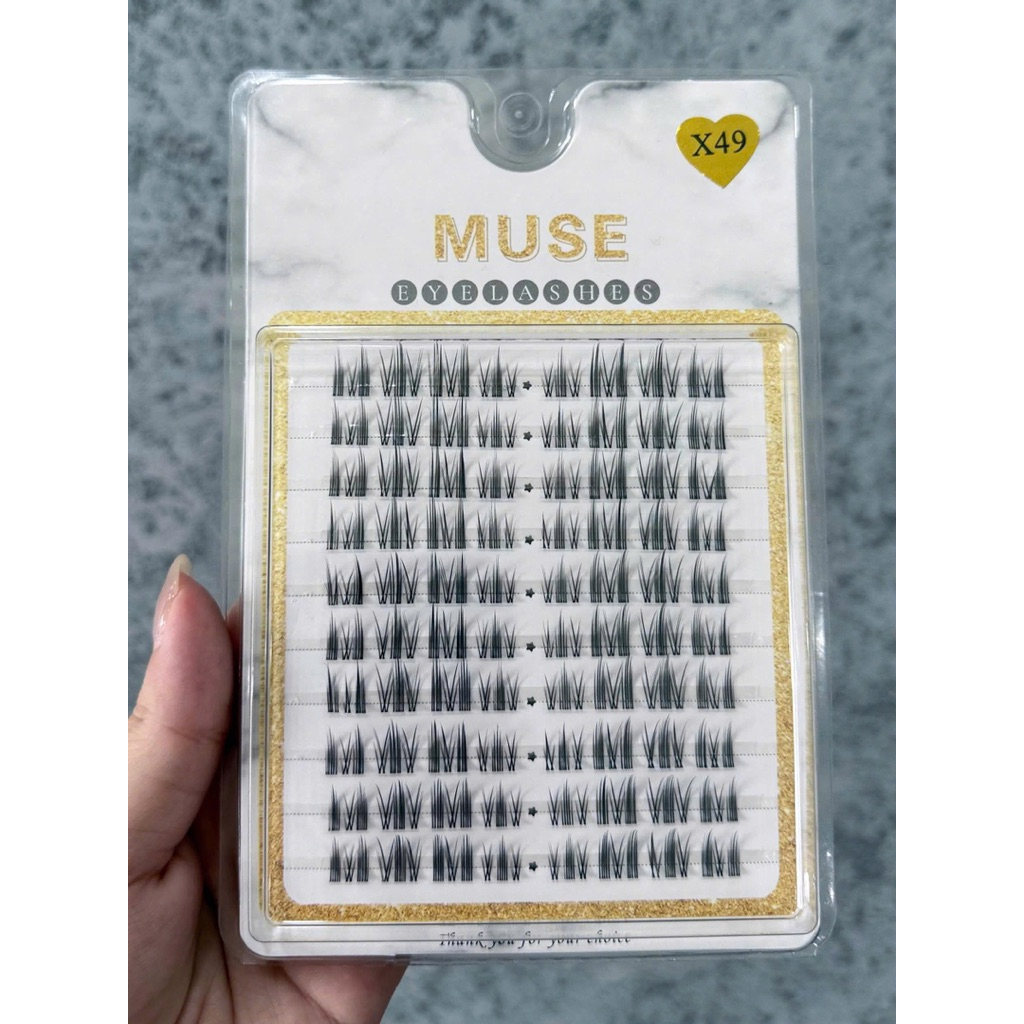 X49
MUSE
EYELASHES
Thank you for your choice